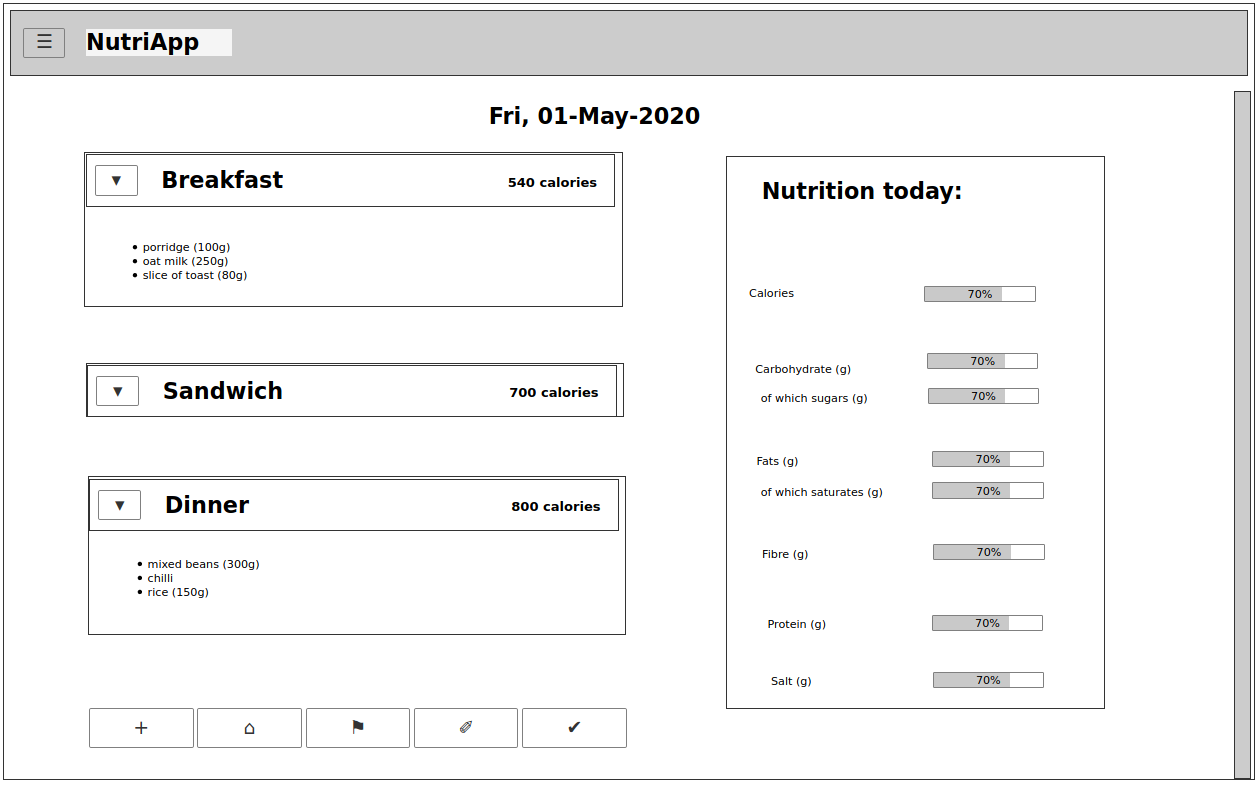 ☰ NutriApp
Fri, 01-May-2020
▼ Breakfast 540 calories
• porridge (100g)
• oat milk (250g)
• slice of toast (80g)
▼ Sandwich 700 calories
▼ Dinner 800 calories
• mixed beans (300g)
• chilli
• rice (150g)
+ ⌂ ⚑ ✐ ✔
Nutrition today:
Calories 70%
Carbohydrate (g) 70%
of which sugars (g) 70%
Fats (g) 70%
of which saturates (g) 70%
Fibre (g) 70%
Protein (g) 70%
Salt (g) 70%